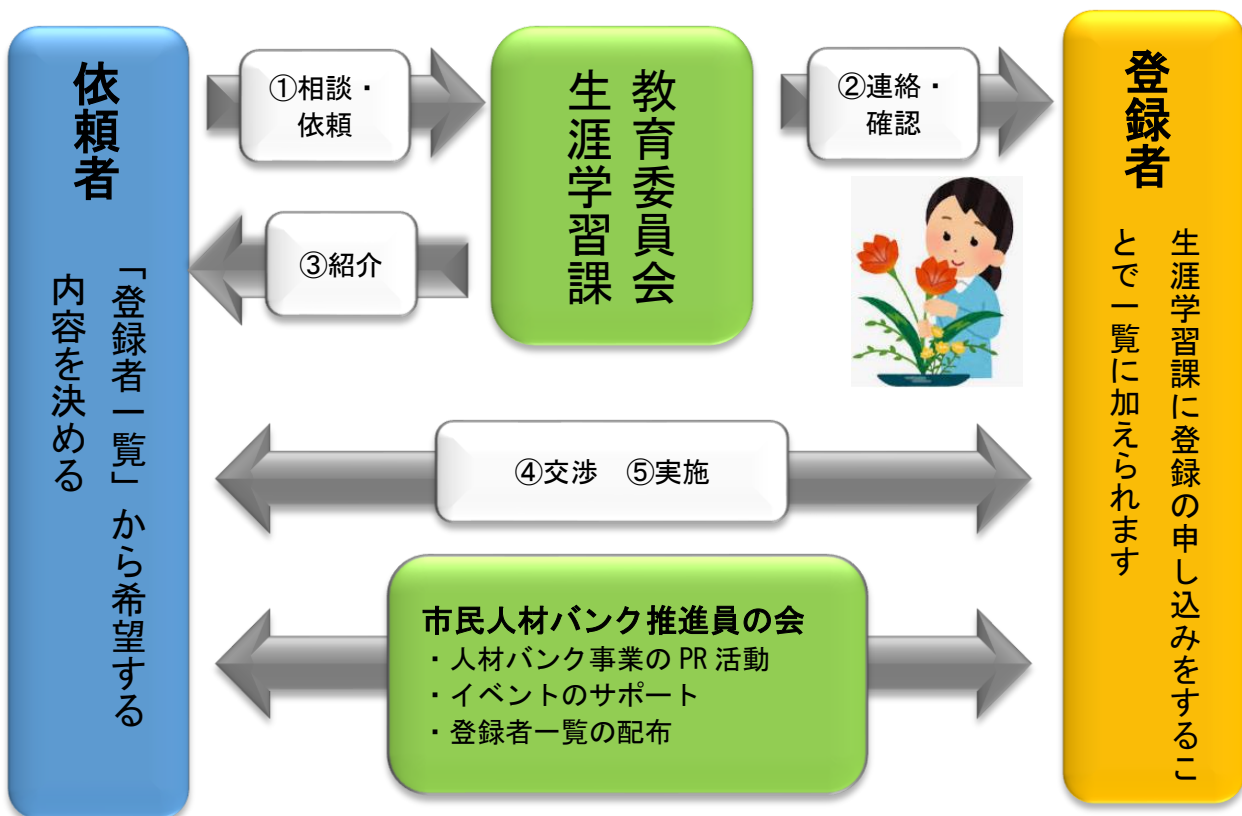 依頼者
「登録者一覧」から希望する
内容を決める
①相談・
依頼
③紹介
教育委員会
生涯学習課
②連絡・
確認
登録者
生涯学習課に登録の申し込みをするこ
とで一覧に加えられます
④交渉　⑤実施
市民人材バンク推進員の会
・人材バンク事業の PR 活動
・イベントのサポート
・登録者一覧の配布